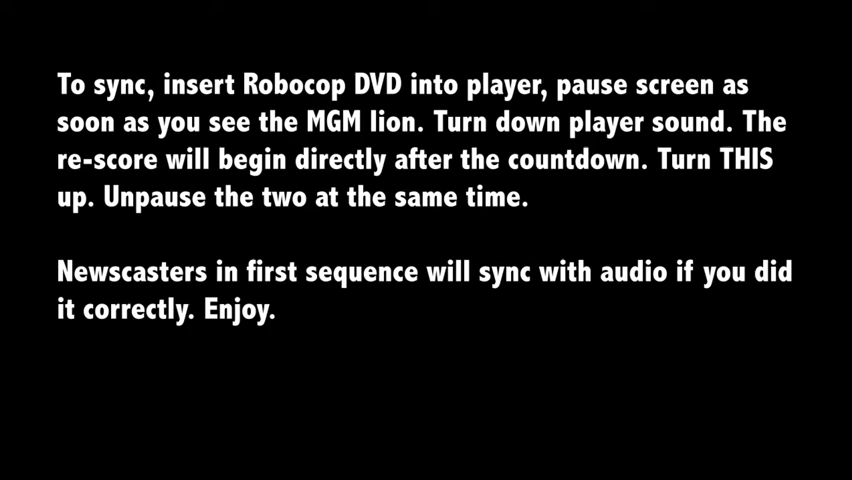 To sync, insert Robocop DVD into player, pause screen as
soon as you see the MGM lion. Turn down player sound. The
re-score will begin directly after the countdown. Turn THIS
up. Unpause the two at the same time.
Newscasters in first sequence will sync with audio if you did
it correctly. Enjoy.